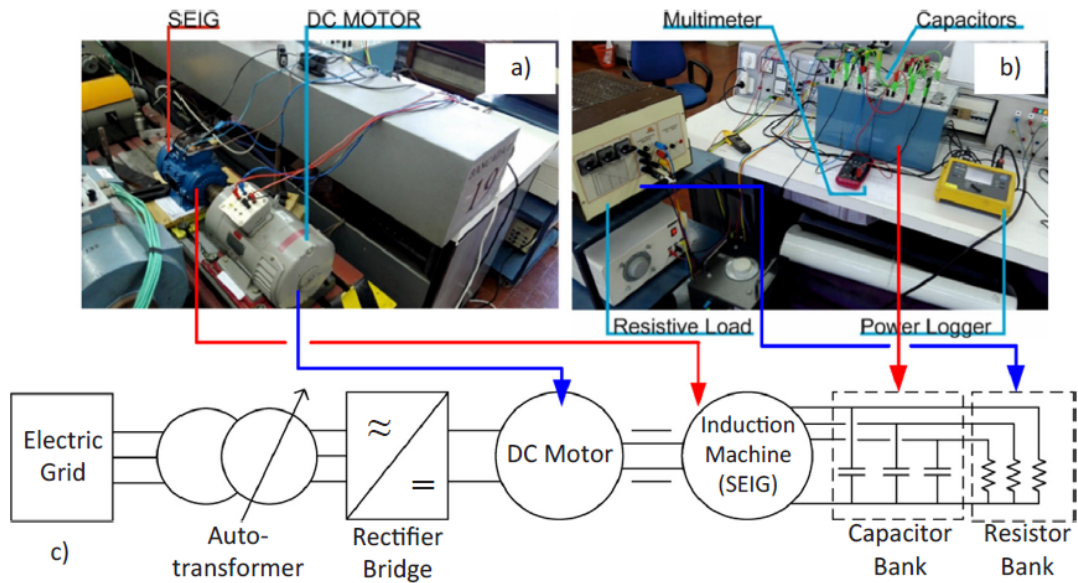 SEIG
DC MOTOR
a)
Multimeter
Capacitors
b)
19
Resistive Load
Power Logger
Electric
Grid
≈
=
DC Motor
Induction
Machine
(SEIG)
c)
Auto-
transformer
Rectifier
Bridge
Capacitor
Bank
Resistor
Bank